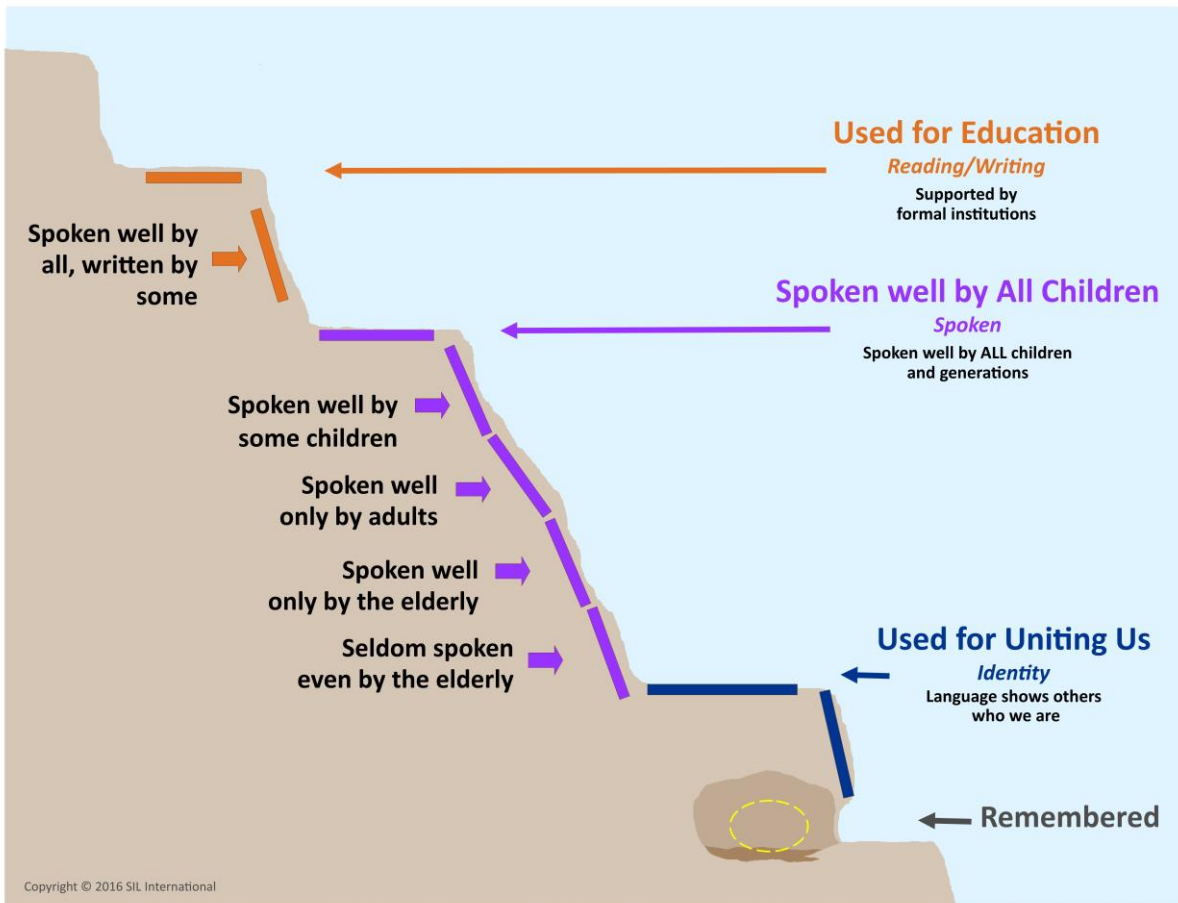 Used for Education
Reading/Writing
Supported by
formal institutions
Spoken well by
all, written by
some
Spoken well by All Children
Spoken
Spoken well by ALL children
and generations
Spoken well by
some children
Spoken well
only by adults
Spoken well
only by the elderly
Seldom spoken
even by the elderly
Used for Uniting Us
Identity
Language shows others
who we are
Remembered
Copyright © 2016 SIL International